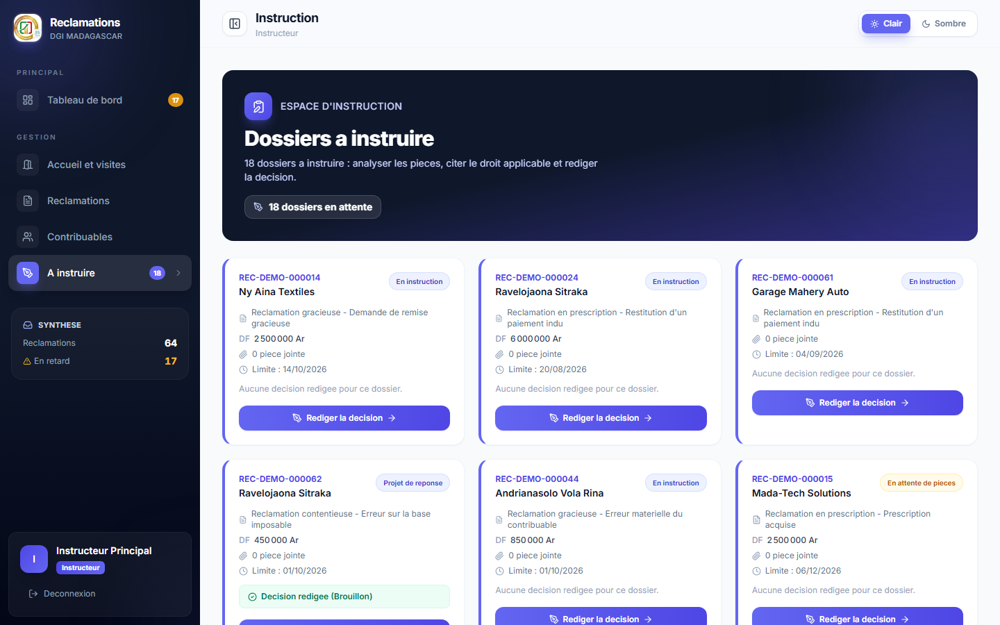 Reclamations
DGI MADAGASCAR
PRINCIPAL
Tableau de bord
17
GESTION
Accueil et visites
Reclamations
Contribuables
A instruire
18
SYNTHESE
Reclamations
64
En retard
17
I
Instructeur Principal
Instructeur
Deconnexion
Instruction
Instructeur
Clair
Sombre
ESPACE D'INSTRUCTION
Dossiers a instruire
18 dossiers a instruire : analyser les pieces, citer le droit applicable et rediger
la decision.
18 dossiers en attente
REC-DEMO-000014
En instruction
Ny Aina Textiles
Reclamation gracieuse - Demande de remise
gracieuse
DF 2 500 000 Ar
0 piece jointe
Limite : 14/10/2026
Aucune decision redigee pour ce dossier.
Rediger la decision
REC-DEMO-000024
En instruction
Ravelojaona Sitraka
Reclamation en prescription - Restitution d'un
paiement indu
DF 6 000 000 Ar
0 piece jointe
Limite : 20/08/2026
Aucune decision redigee pour ce dossier.
Rediger la decision
REC-DEMO-000061
En instruction
Garage Mahery Auto
Reclamation en prescription - Restitution d'un
paiement indu
0 piece jointe
Limite : 04/09/2026
Aucune decision redigee pour ce dossier.
Rediger la decision
REC-DEMO-000062
Projet de reponse
Ravelojaona Sitraka
Reclamation contentieuse - Erreur sur la base
imposable
DF 450 000 Ar
0 piece jointe
Limite : 01/10/2026
Decision redigee (Brouillon)
REC-DEMO-000044
En instruction
Andrianasolo Vola Rina
Reclamation gracieuse - Erreur materielle du
contribuable
DF 850 000 Ar
0 piece jointe
Limite : 01/10/2026
Aucune decision redigee pour ce dossier.
Rediger la decision
REC-DEMO-000015
En attente de pieces
Mada-Tech Solutions
Reclamation en prescription - Prescription
acquise
DF 2 500 000 Ar
0 piece jointe
Limite : 06/12/2026
Aucune decision redigee pour ce dossier.
Rediger la decision